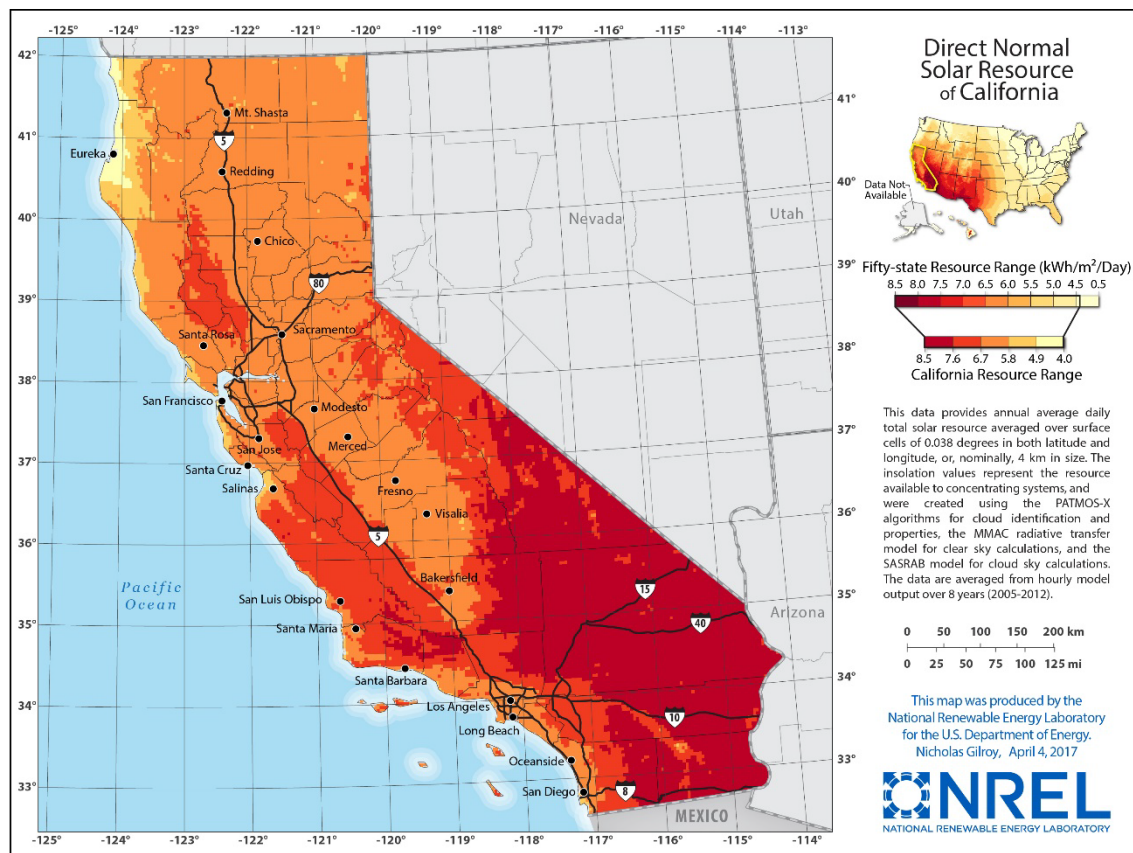 -125° -124° -123° -122° -121° -120° -119° -118° -117° -116° -115° -114° -113°
42°
41°
40°
39°
38°
37°
36°
35°
34°
33°
41°
40°
39°
38°
37°
36°
35°
34°
33°
-124° -123° -122° -121° -120° -119° -118° -117° -116° -115° -114°
Mt. Shasta
5
Eureka
Redding
Chico
80
Nevada
Utah
Santa Rosa
Sacramento
San Francisco
Modesto
San Jose
Merced
Santa Cruz
Salinas
Fresno
Visalia
5
Pacific
Ocean
San Luis Obispo
Bakersfield
15
40
Arizona
Santa Maria
Santa Barbara
Los Angeles
10
Long Beach
Oceanside
San Diego
8
MEXICO
Direct Normal
Solar Resource
of California
Data Not
Available
Fifty-state Resource Range (kWh/m²/Day)
8.5 8.0 7.5 7.0 6.5 6.0 5.5 5.0 4.5 0.5
8.5 7.6 6.7 5.8 4.9 4.0
California Resource Range
This data provides annual average daily
total solar resource averaged over surface
cells of 0.038 degrees in both latitude and
longitude, or, nominally, 4 km in size. The
insolation values represent the resource
available to concentrating systems, and
were created using the PATMOS-X
algorithms for cloud identification and
properties, the MMAC radiative transfer
model for clear sky calculations, and the
SASRAB model for cloud sky calculations.
The data are averaged from hourly model
output over 8 years (2005-2012).
0 50 100 150 200 km
0 25 50 75 100 125 mi
This map was produced by the
National Renewable Energy Laboratory
for the U.S. Department of Energy.
Nicholas Gilroy, April 4, 2017
NREL
NATIONAL RENEWABLE ENERGY LABORATORY